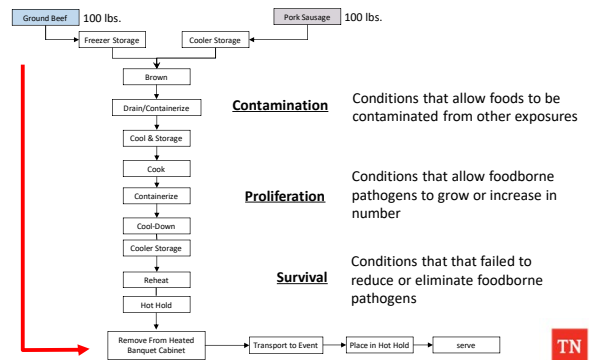 Ground Beef 100 lbs.
Pork Sausage 100 lbs.
Freezer Storage
Cooler Storage
Brown
Drain/Containerize
Cool & Storage
Cook
Containerize
Cool-Down
Cooler Storage
Reheat
Hot Hold
Remove From Heated
Banquet Cabinet
Transport to Event
Place in Hot Hold
serve
Contamination
Conditions that allow foods to be
contaminated from other exposures
Proliferation
Conditions that allow foodborne
pathogens to grow or increase in
number
Survival
Conditions that that failed to
reduce or eliminate foodborne
pathogens
TN